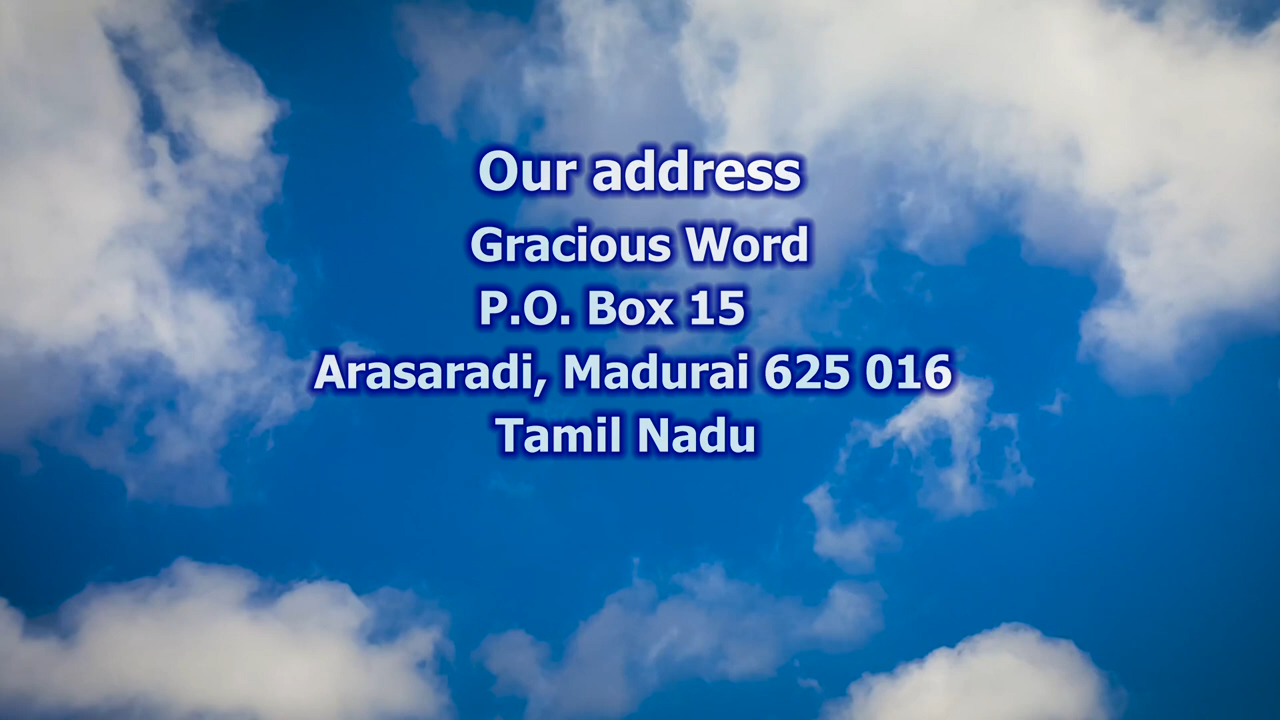 Our address
Gracious Word
P.O. Box 15
Arasaradi, Madurai 625 016
Tamil Nadu